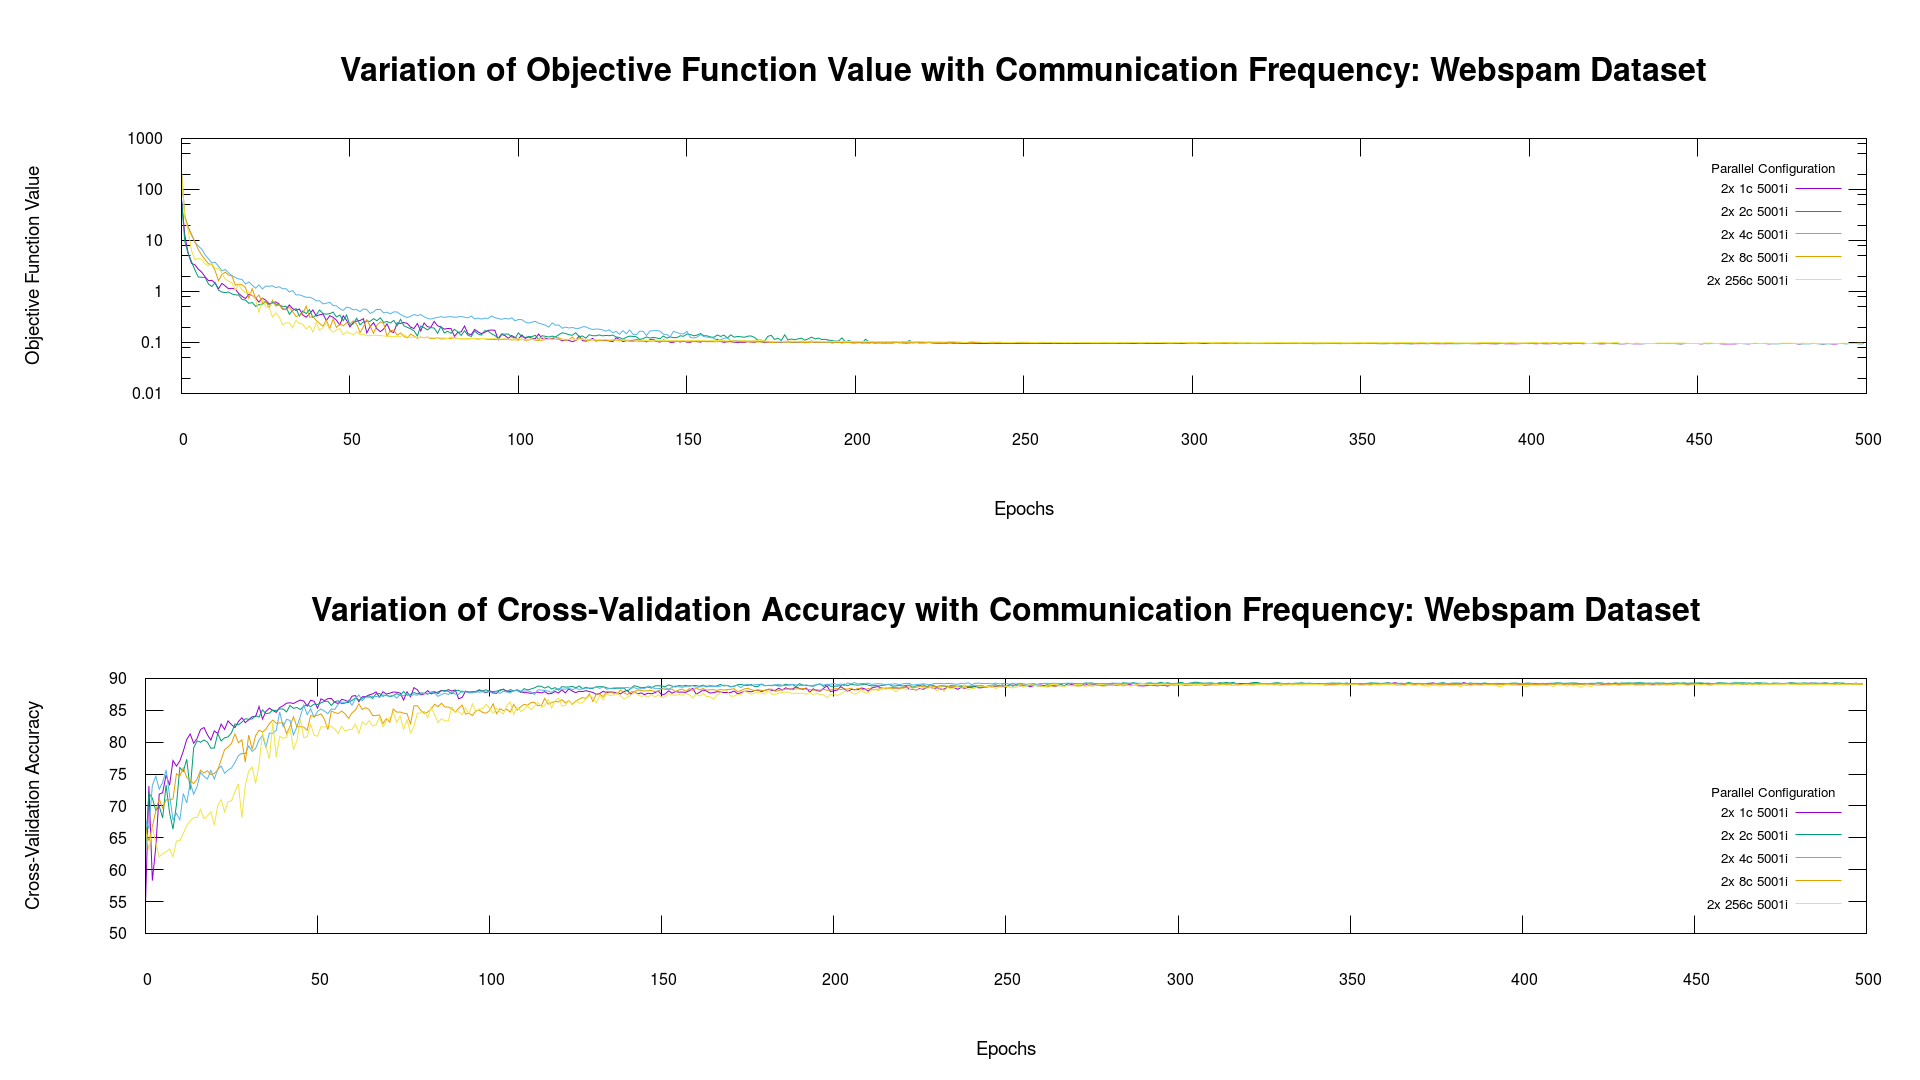 Variation of Objective Function Value with Communication Frequency: Webspam Dataset
Objective Function Value
1000
100
10
1
0.1
0.01
Parallel Configuration
2x 1c 5001i
2x 2c 5001i
2x 4c 5001i
2x 8c 5001i
2x 256c 5001i
0 50 100 150 200 250 300 350 400 450 500
Epochs
Variation of Cross-Validation Accuracy with Communication Frequency: Webspam Dataset
Cross-Validation Accuracy
90
85
80
75
70
65
60
55
50
Parallel Configuration
2x 1c 5001i
2x 2c 5001i
2x 4c 5001i
2x 8c 5001i
2x 256c 5001i
0 50 100 150 200 250 300 350 400 450 500
Epochs